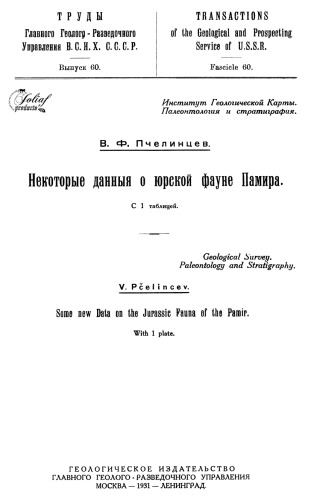 ТРУДЫ
Главного Геолого-Разведочного
Управления В.С.Н.Х. С.С.С.Р.
Выпуск 60.
TRANSACTIONS
of the Geological and Prospecting
Service of U.S.S.R.
Fascicle 60.
Joliaf
products
Институт Геологической Карты.
Палеонтология и стратиграфия.
В. Ф. Пчелинцев.
Некоторые данныя о юрской фауне Памира.
С 1 таблицей.
Geological Survey.
Paleontology and Stratigraphy.
V. Pčelincev.
Some new Data on the Jurassic Fauna of the Pamir.
With 1 plate.
ГЕОЛОГИЧЕСКОЕ ИЗДАТЕЛЬСТВО
ГЛАВНОГО ГЕОЛОГО-РАЗВЕДОЧНОГО УПРАВЛЕНИЯ
МОСКВА — 1931 — ЛЕНИНГРАД.